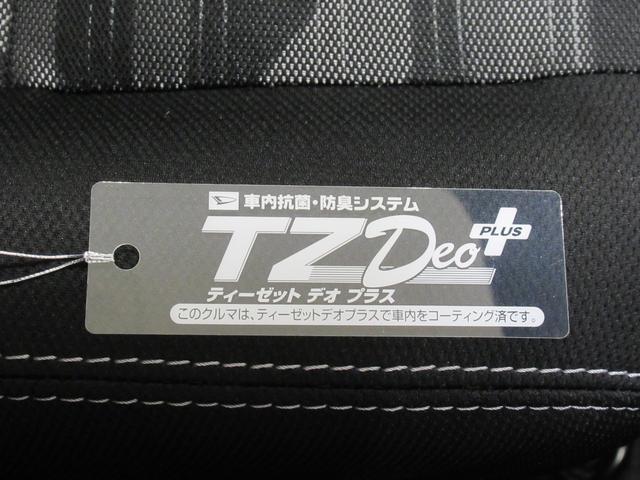 車内抗菌・防臭システム
TZ Deo PLUS
ティーゼット デオ プラス
このクルマは、ティーゼットデオプラスで車内をコーティング済です。